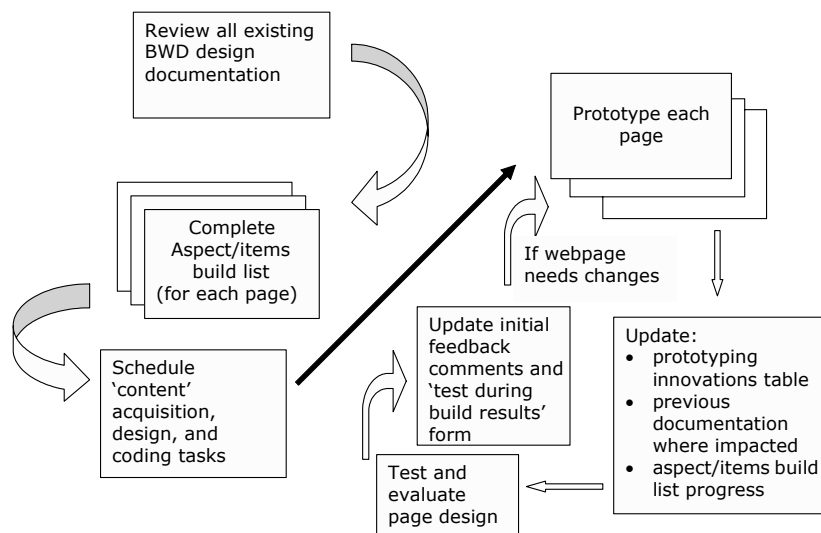 Review all existing
BWD design
documentation
Complete
Aspect/items
build list
(for each page)
Schedule
‘content’
acquisition,
design, and
coding tasks
Prototype each
page
Update:
• prototyping
innovations table
• previous
documentation
where impacted
• aspect/items build
list progress
Test and
evaluate
page design
Update initial
feedback
comments and
‘test during
build results’
form
If webpage
needs changes